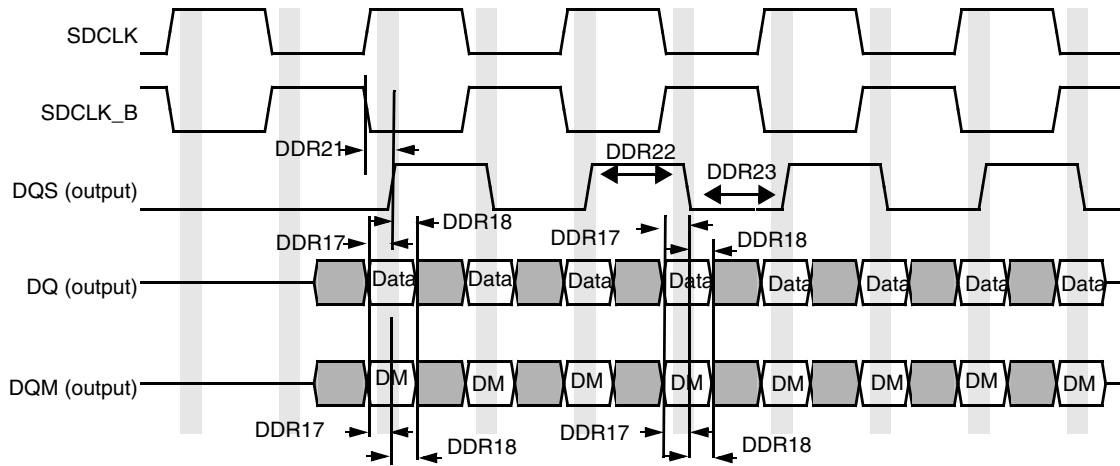 SDCLK
SDCLK_B
DDR21
DDR22
DDR23
DQS (output)
DDR18
DDR17
DDR17
DDR18
DQ (output)
Data Data Data Data Data Data Data Data
DQM (output)
DM DM DM DM DM DM DM DM
DDR17
DDR18
DDR17
DDR18